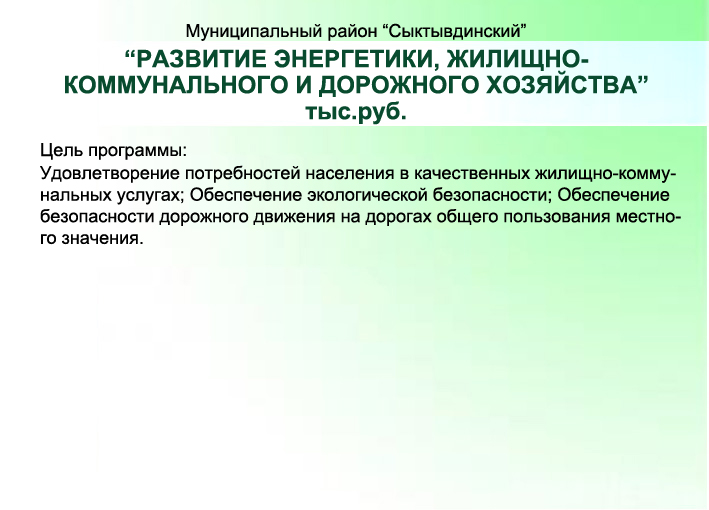 Муниципальный район “Сыктывдинский”
“РАЗВИТИЕ ЭНЕРГЕТИКИ, ЖИЛИЩНО-
КОММУНАЛЬНОГО И ДОРОЖНОГО ХОЗЯЙСТВА”
тыс.руб.
Цель программы:
Удовлетворение потребностей населения в качественных жилищно-комму-
нальных услугах; Обеспечение экологической безопасности; Обеспечение
безопасности дорожного движения на дорогах общего пользования местно-
го значения.